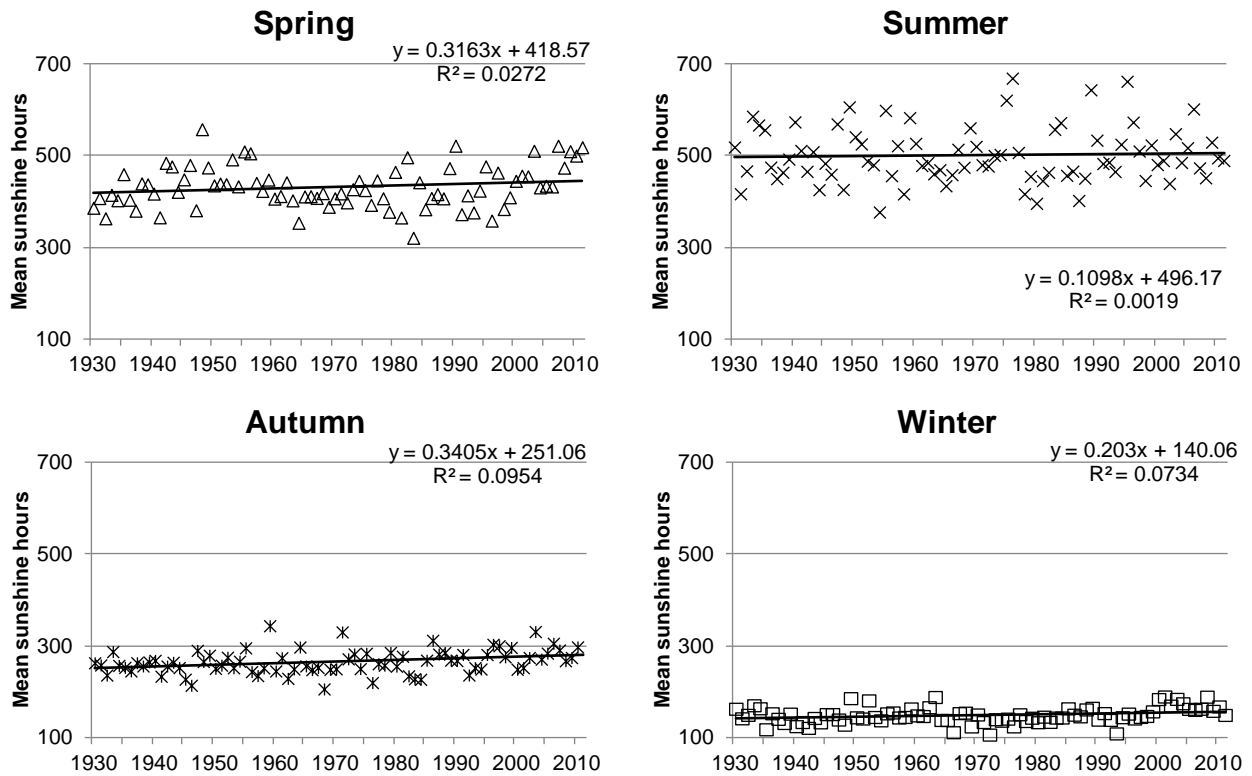 Spring
y = 0.3163x + 418.57
R² = 0.0272
Mean sunshine hours
700
500
300
100
1930 1940 1950 1960 1970 1980 1990 2000 2010
Summer
Mean sunshine hours
700
500
300
100
y = 0.1098x + 496.17
R² = 0.0019
1930 1940 1950 1960 1970 1980 1990 2000 2010
Autumn
y = 0.3405x + 251.06
R² = 0.0954
Mean sunshine hours
700
500
300
100
1930 1940 1950 1960 1970 1980 1990 2000 2010
Winter
y = 0.203x + 140.06
R² = 0.0734
Mean sunshine hours
700
500
300
100
1930 1940 1950 1960 1970 1980 1990 2000 2010